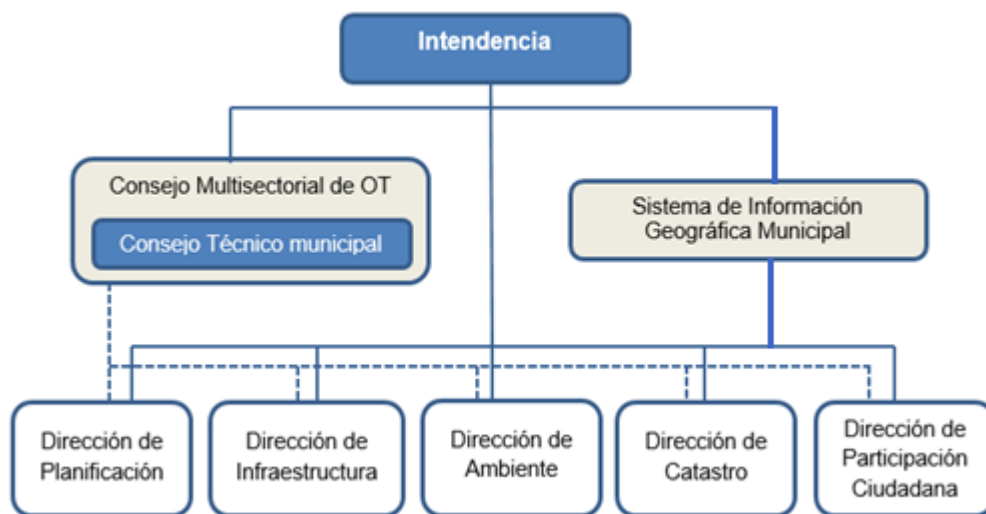 Intendencia
Consejo Multisectorial de OT
Consejo Técnico municipal
Sistema de Información
Geográfica Municipal
Dirección de
Planificación
Dirección de
Infraestructura
Dirección de
Ambiente
Dirección de
Catastro
Dirección de
Participación
Ciudadana